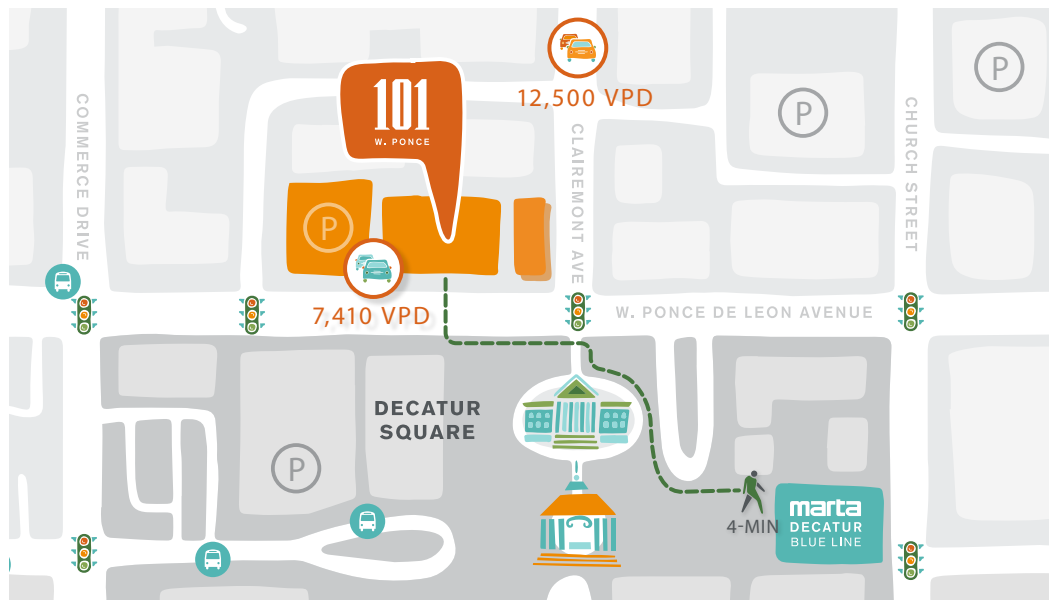 P
101
W. PONCE
12,500 VPD
P
COMMERCE DRIVE
CLAIREMONT AVE
CHURCH STREET
P
7,410 VPD
W. PONCE DE LEON AVENUE
DECATUR
SQUARE
P
4-MIN
marta
DECATUR
BLUE LINE